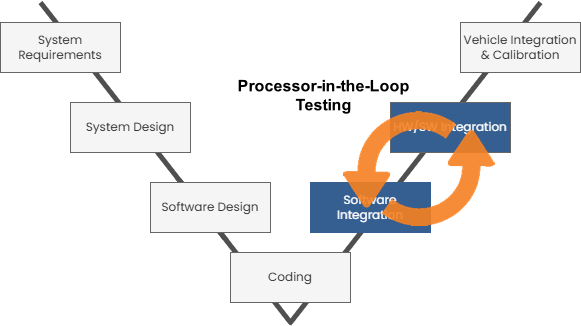 System
Requirements
Vehicle Integration
& Calibration
Processor-in-the-Loop
Testing
System Design
HW/SW Integration
Software Design
Software
Integration
Coding